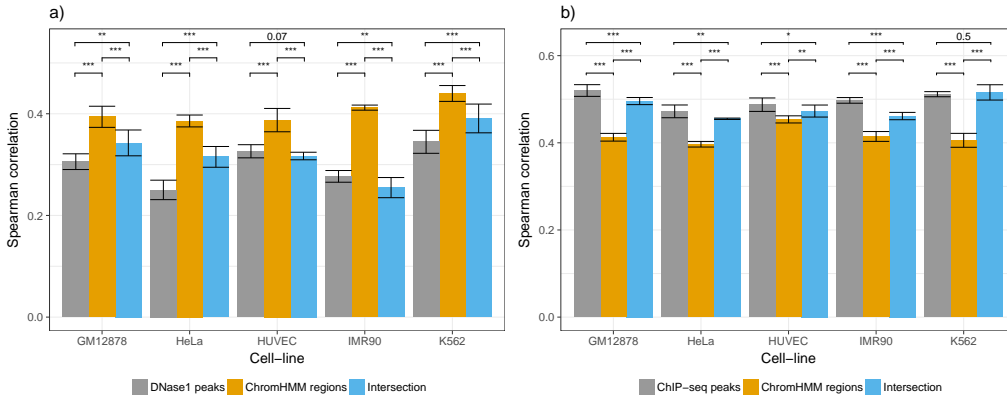 a)
** *** 0.07 ** ***
*** *** *** *** ***
*** *** *** *** ***
Spearman correlation
0.4
0.2
0.0
GM12878 HeLa HUVEC IMR90 K562
Cell−line
DNase1 peaks ChromHMM regions Intersection
b)
*** ** * *** 0.5
*** *** ** *** ***
*** *** *** *** ***
Spearman correlation
0.6
0.4
0.2
0.0
GM12878 HeLa HUVEC IMR90 K562
Cell−line
ChIP−seq peaks ChromHMM regions Intersection